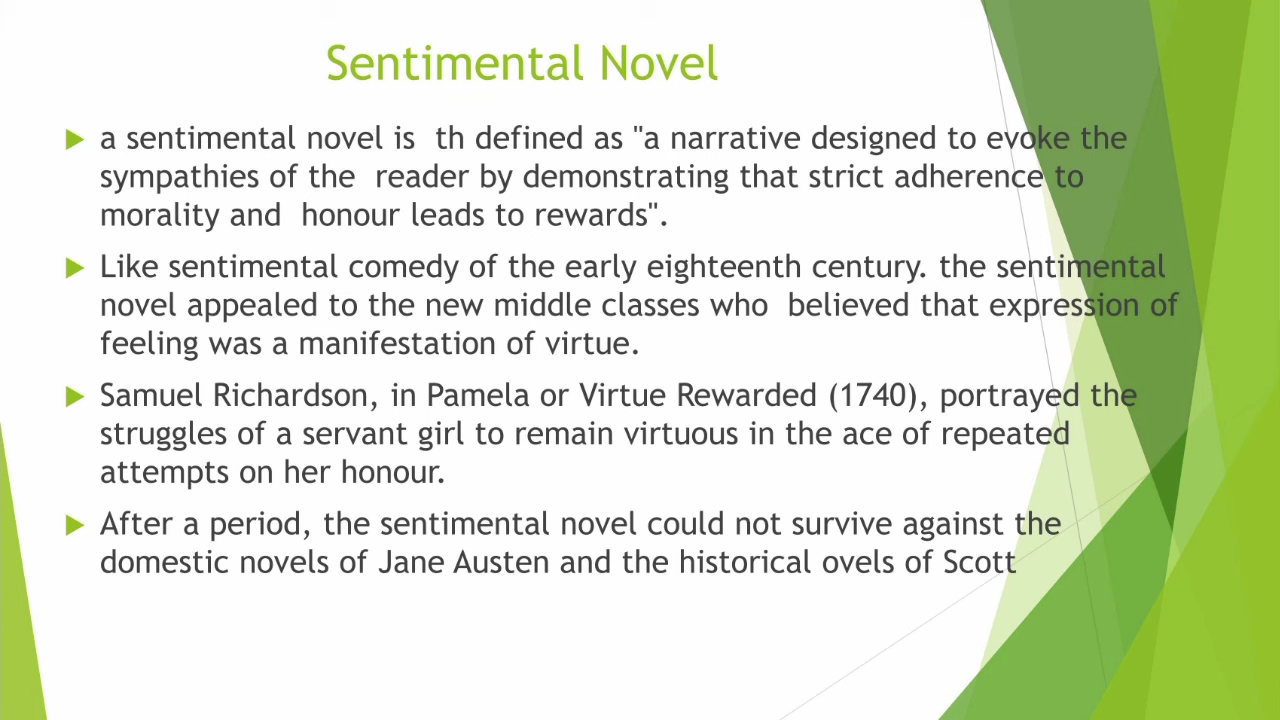 Sentimental Novel
a sentimental novel is  th defined as "a narrative designed to evoke the
sympathies of the  reader by demonstrating that strict adherence to
morality and  honour leads to rewards".
Like sentimental comedy of the early eighteenth century. the sentimental
novel appealed to the new middle classes who  believed that expression of
feeling was a manifestation of virtue.
Samuel Richardson, in Pamela or Virtue Rewarded (1740), portrayed the
struggles of a servant girl to remain virtuous in the ace of repeated
attempts on her honour.
After a period, the sentimental novel could not survive against the
domestic novels of Jane Austen and the historical ovels of Scott